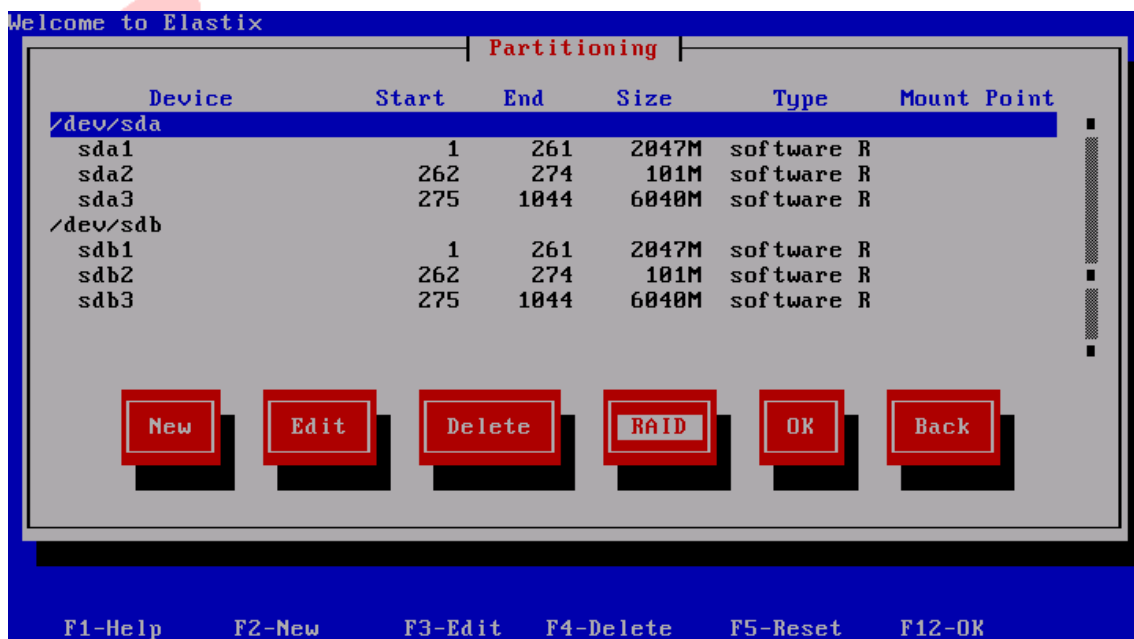 Welcome to Elastix
Partitioning
Device Start End Size Type Mount Point
/dev/sda
sda1 1 261 2047M software R
sda2 262 274 101M software R
sda3 275 1044 6040M software R
/dev/sdb
sdb1 1 261 2047M software R
sdb2 262 274 101M software R
sdb3 275 1044 6040M software R
New Edit Delete RAID OK Back
F1-Help F2-New F3-Edit F4-Delete F5-Reset F12-OK